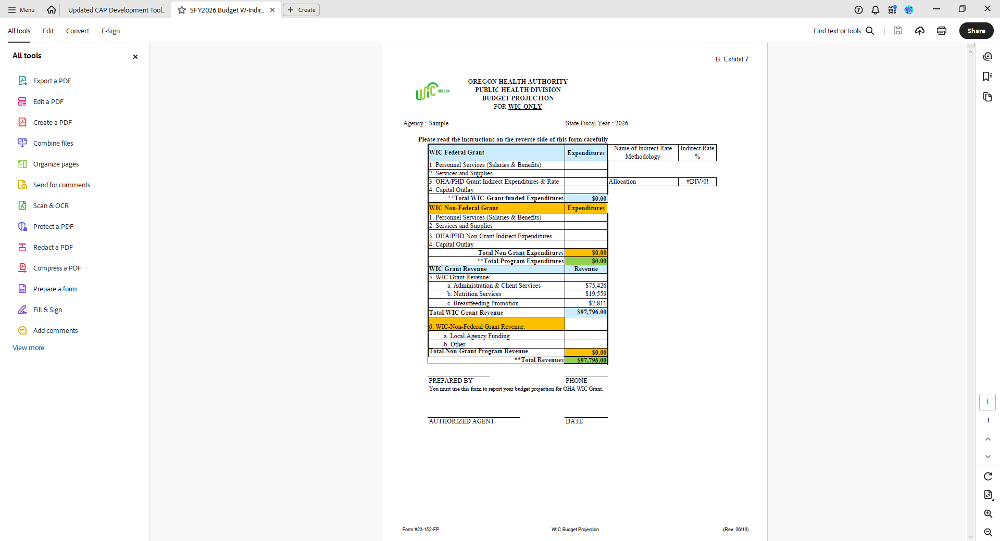 Menu
Updated CAP Development Tool...
SFY2026 Budget W-Indir...
Create
All tools
Edit
Convert
E-Sign
Find text or tools
Share
All tools
Export a PDF
Edit a PDF
Create a PDF
Combine files
Organize pages
Send for comments
Scan & OCR
Protect a PDF
Redact a PDF
Compress a PDF
Prepare a form
Fill & Sign
Add comments
View more
B. Exhibit 7
wic OREGON
OREGON HEALTH AUTHORITY
PUBLIC HEALTH DIVISION
BUDGET PROJECTION
FOR WIC ONLY
Agency : Sample State Fiscal Year : 2026
Please read the instructions on the reverse side of this form carefully
WIC Federal Grant Expenditures Name of Indirect Rate Methodology Indirect Rate %
1. Personnel Services (Salaries & Benefits)
2. Services and Supplies
3. OHA/PHD Grant Indirect Expenditures & Rate Allocation #DIV/0!
4. Capital Outlay
**Total WIC-Grant funded Expenditures $0.00
WIC Non-Federal Grant Expenditures
1. Personnel Services (Salaries & Benefits)
2. Services and Supplies
3. OHA/PHD Non-Grant Indirect Expenditures
4. Capital Outlay
Total Non Grant Expenditures $0.00
**Total Program Expenditures $0.00
WIC Grant Revenue Revenue
5. WIC Grant Revenue:
a. Administration & Client Services $75,426
b. Nutrition Services $19,559
c. Breastfeeding Promotion $2,811
Total WIC Grant Revenue $97,796.00
6. WIC-Non-Federal Grant Revenue:
a. Local Agency Funding
b. Other
Total Non-Grant Program Revenue $0.00
**Total Revenues $97,796.00
PREPARED BY PHONE
You must use this form to report your budget projection for OHA WIC Grant.
AUTHORIZED AGENT DATE
Form #23-152-FP WIC Budget Projection (Rev. 06/16)
1
1